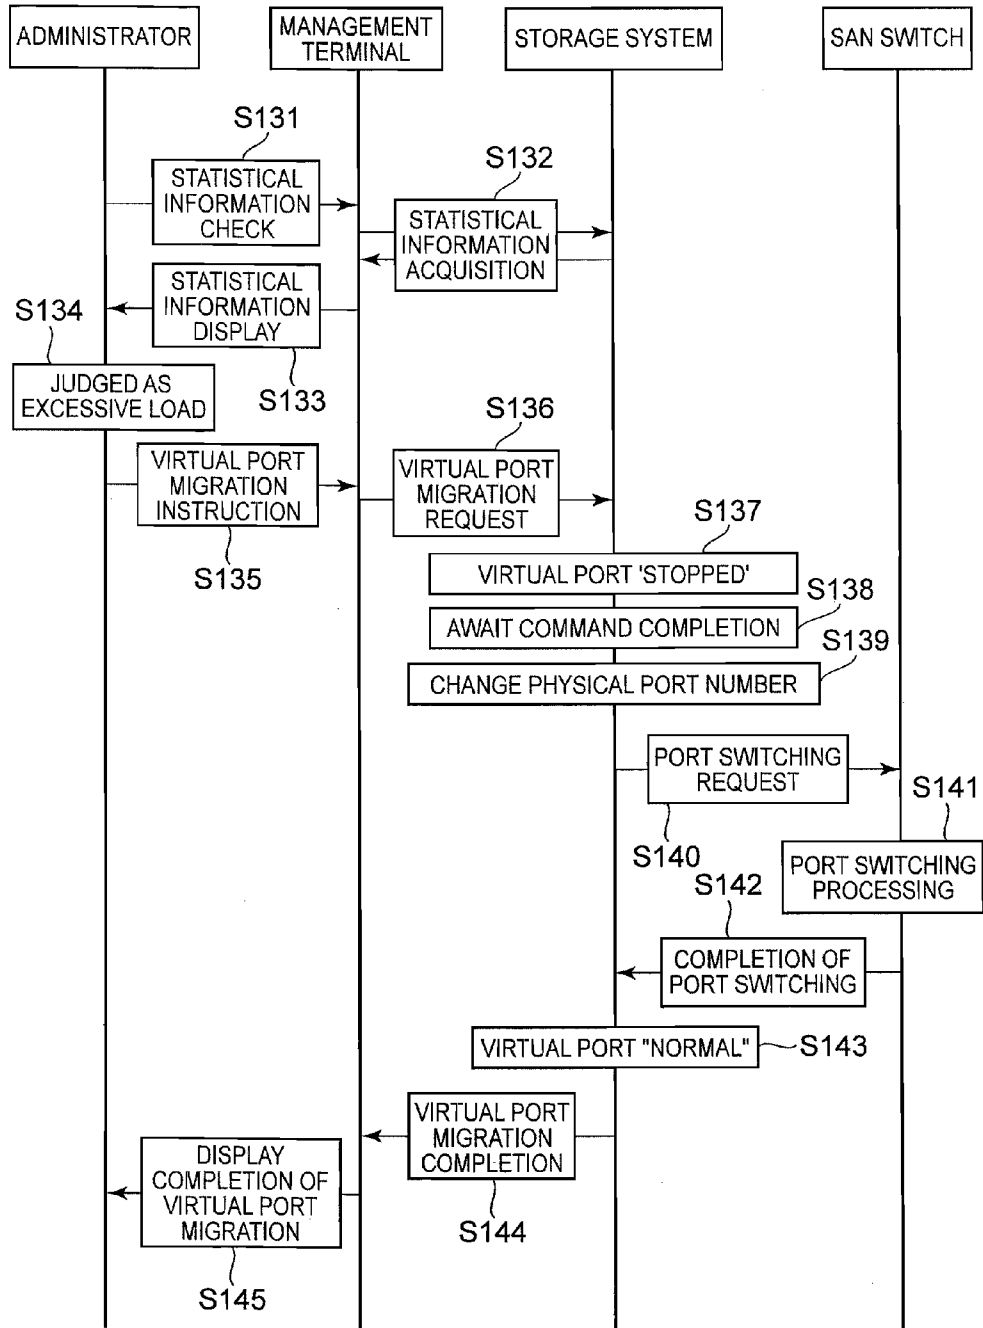 ADMINISTRATOR
MANAGEMENT
TERMINAL
STORAGE SYSTEM
SAN SWITCH
S131
STATISTICAL
INFORMATION
CHECK
S132
STATISTICAL
INFORMATION
ACQUISITION
STATISTICAL
INFORMATION
DISPLAY
S133
S134
JUDGED AS
EXCESSIVE LOAD
VIRTUAL PORT
MIGRATION
INSTRUCTION
S135
S136
VIRTUAL PORT
MIGRATION
REQUEST
S137
VIRTUAL PORT 'STOPPED'
S138
AWAIT COMMAND COMPLETION
S139
CHANGE PHYSICAL PORT NUMBER
PORT SWITCHING
REQUEST
S140
S141
PORT SWITCHING
PROCESSING
S142
COMPLETION OF
PORT SWITCHING
VIRTUAL PORT "NORMAL"
S143
VIRTUAL PORT
MIGRATION
COMPLETION
S144
DISPLAY
COMPLETION OF
VIRTUAL PORT
MIGRATION
S145